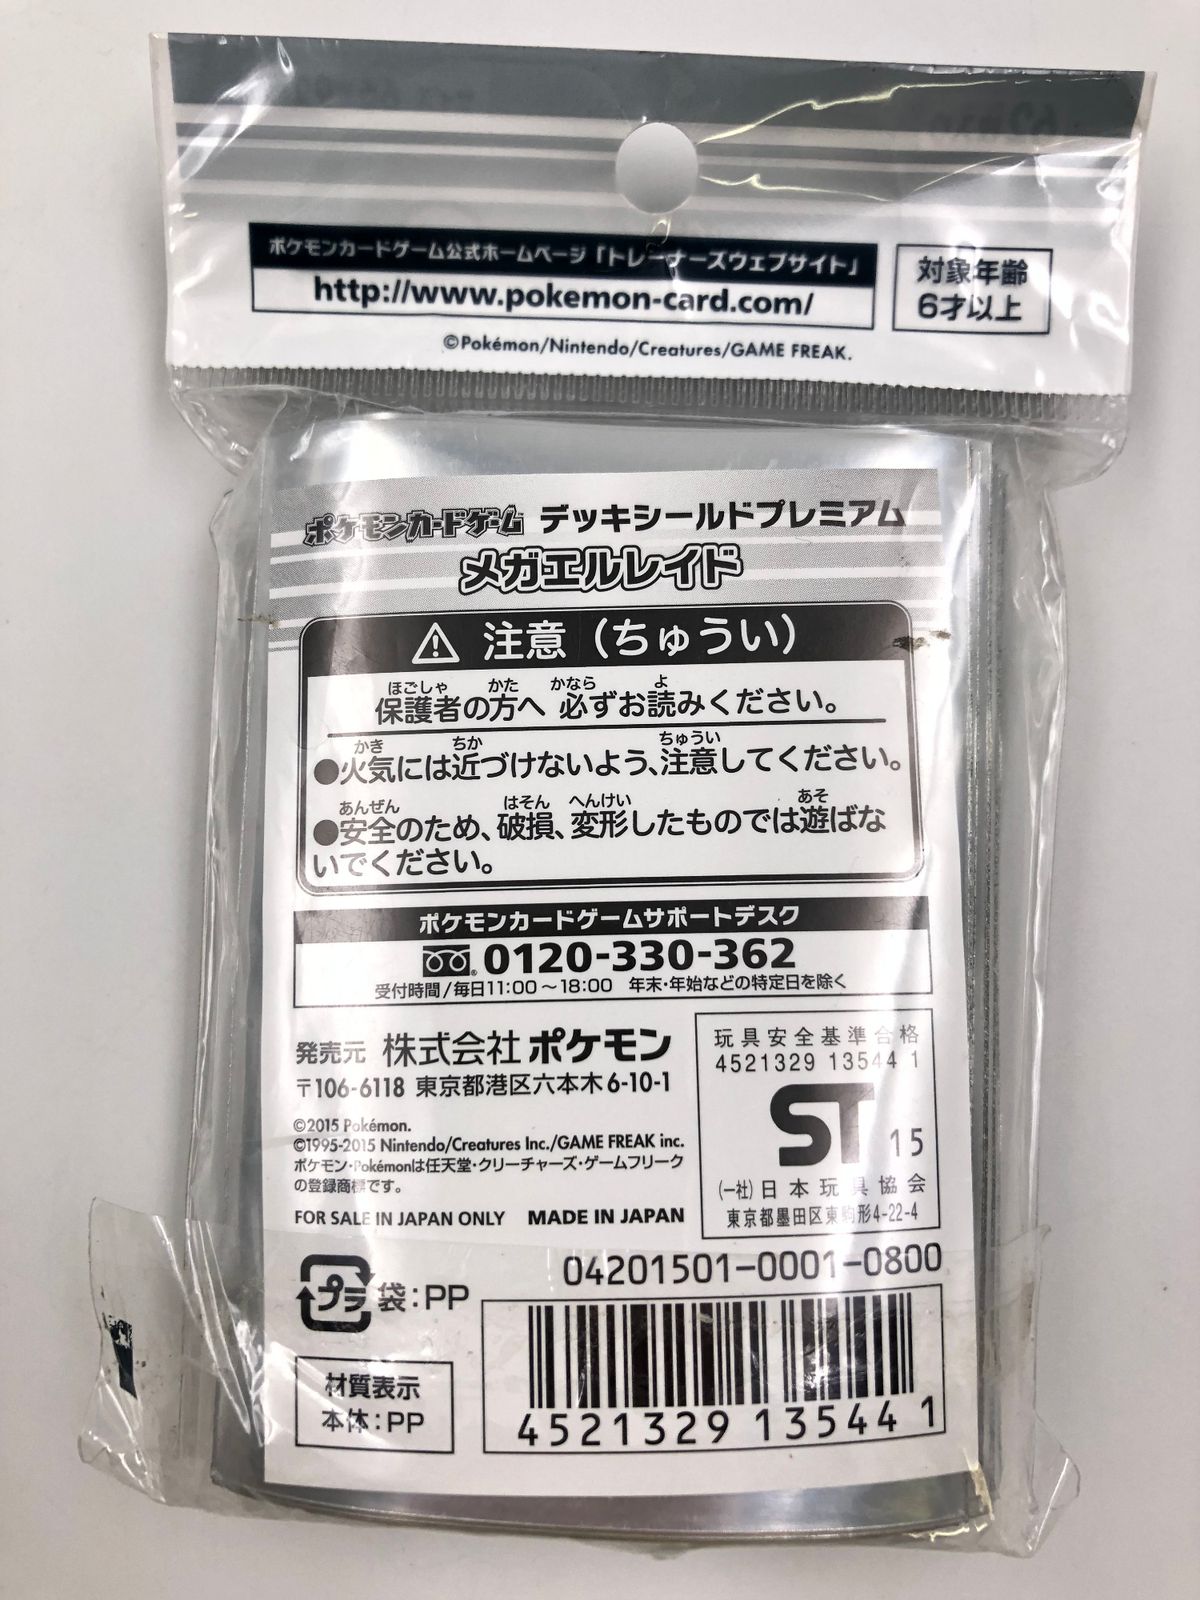 ポケモンカードゲーム公式ホームページ「トレーナーズウェブサイト」
http://www.pokemon-card.com/
対象年齢
6才以上
©Pokémon/Nintendo/Creatures/GAME FREAK.
ポケモンカードゲーム デッキシールドプレミアム
メガエルレイド
⚠ 注意（ちゅうい）
ほごしゃ かた かなら よ
保護者の方へ 必ずお読みください。
かき ちか ちゅうい
●火気には近づけないよう、注意してください。
あんぜん はそん へんけい あそ
●安全のため、破損、変形したものでは遊ばな
いでください。
ポケモンカードゲームサポートデスク
0120-330-362
受付時間/毎日11:00～18:00 年末・年始などの特定日を除く
発売元 株式会社 ポケモン
〒106-6118 東京都港区六本木6-10-1
©2015 Pokémon.
©1995-2015 Nintendo/Creatures Inc./GAME FREAK inc.
ポケモン・Pokémonは任天堂・クリーチャーズ・ゲームフリーク
の登録商標です。
FOR SALE IN JAPAN ONLY MADE IN JAPAN
玩具安全基準合格
4521329 13544 1
ST 15
(一社)日本玩具協会
東京都墨田区東駒形4-22-4
プラ 袋:PP
04201501-0001-0800
材質表示
本体:PP
4521329 135441